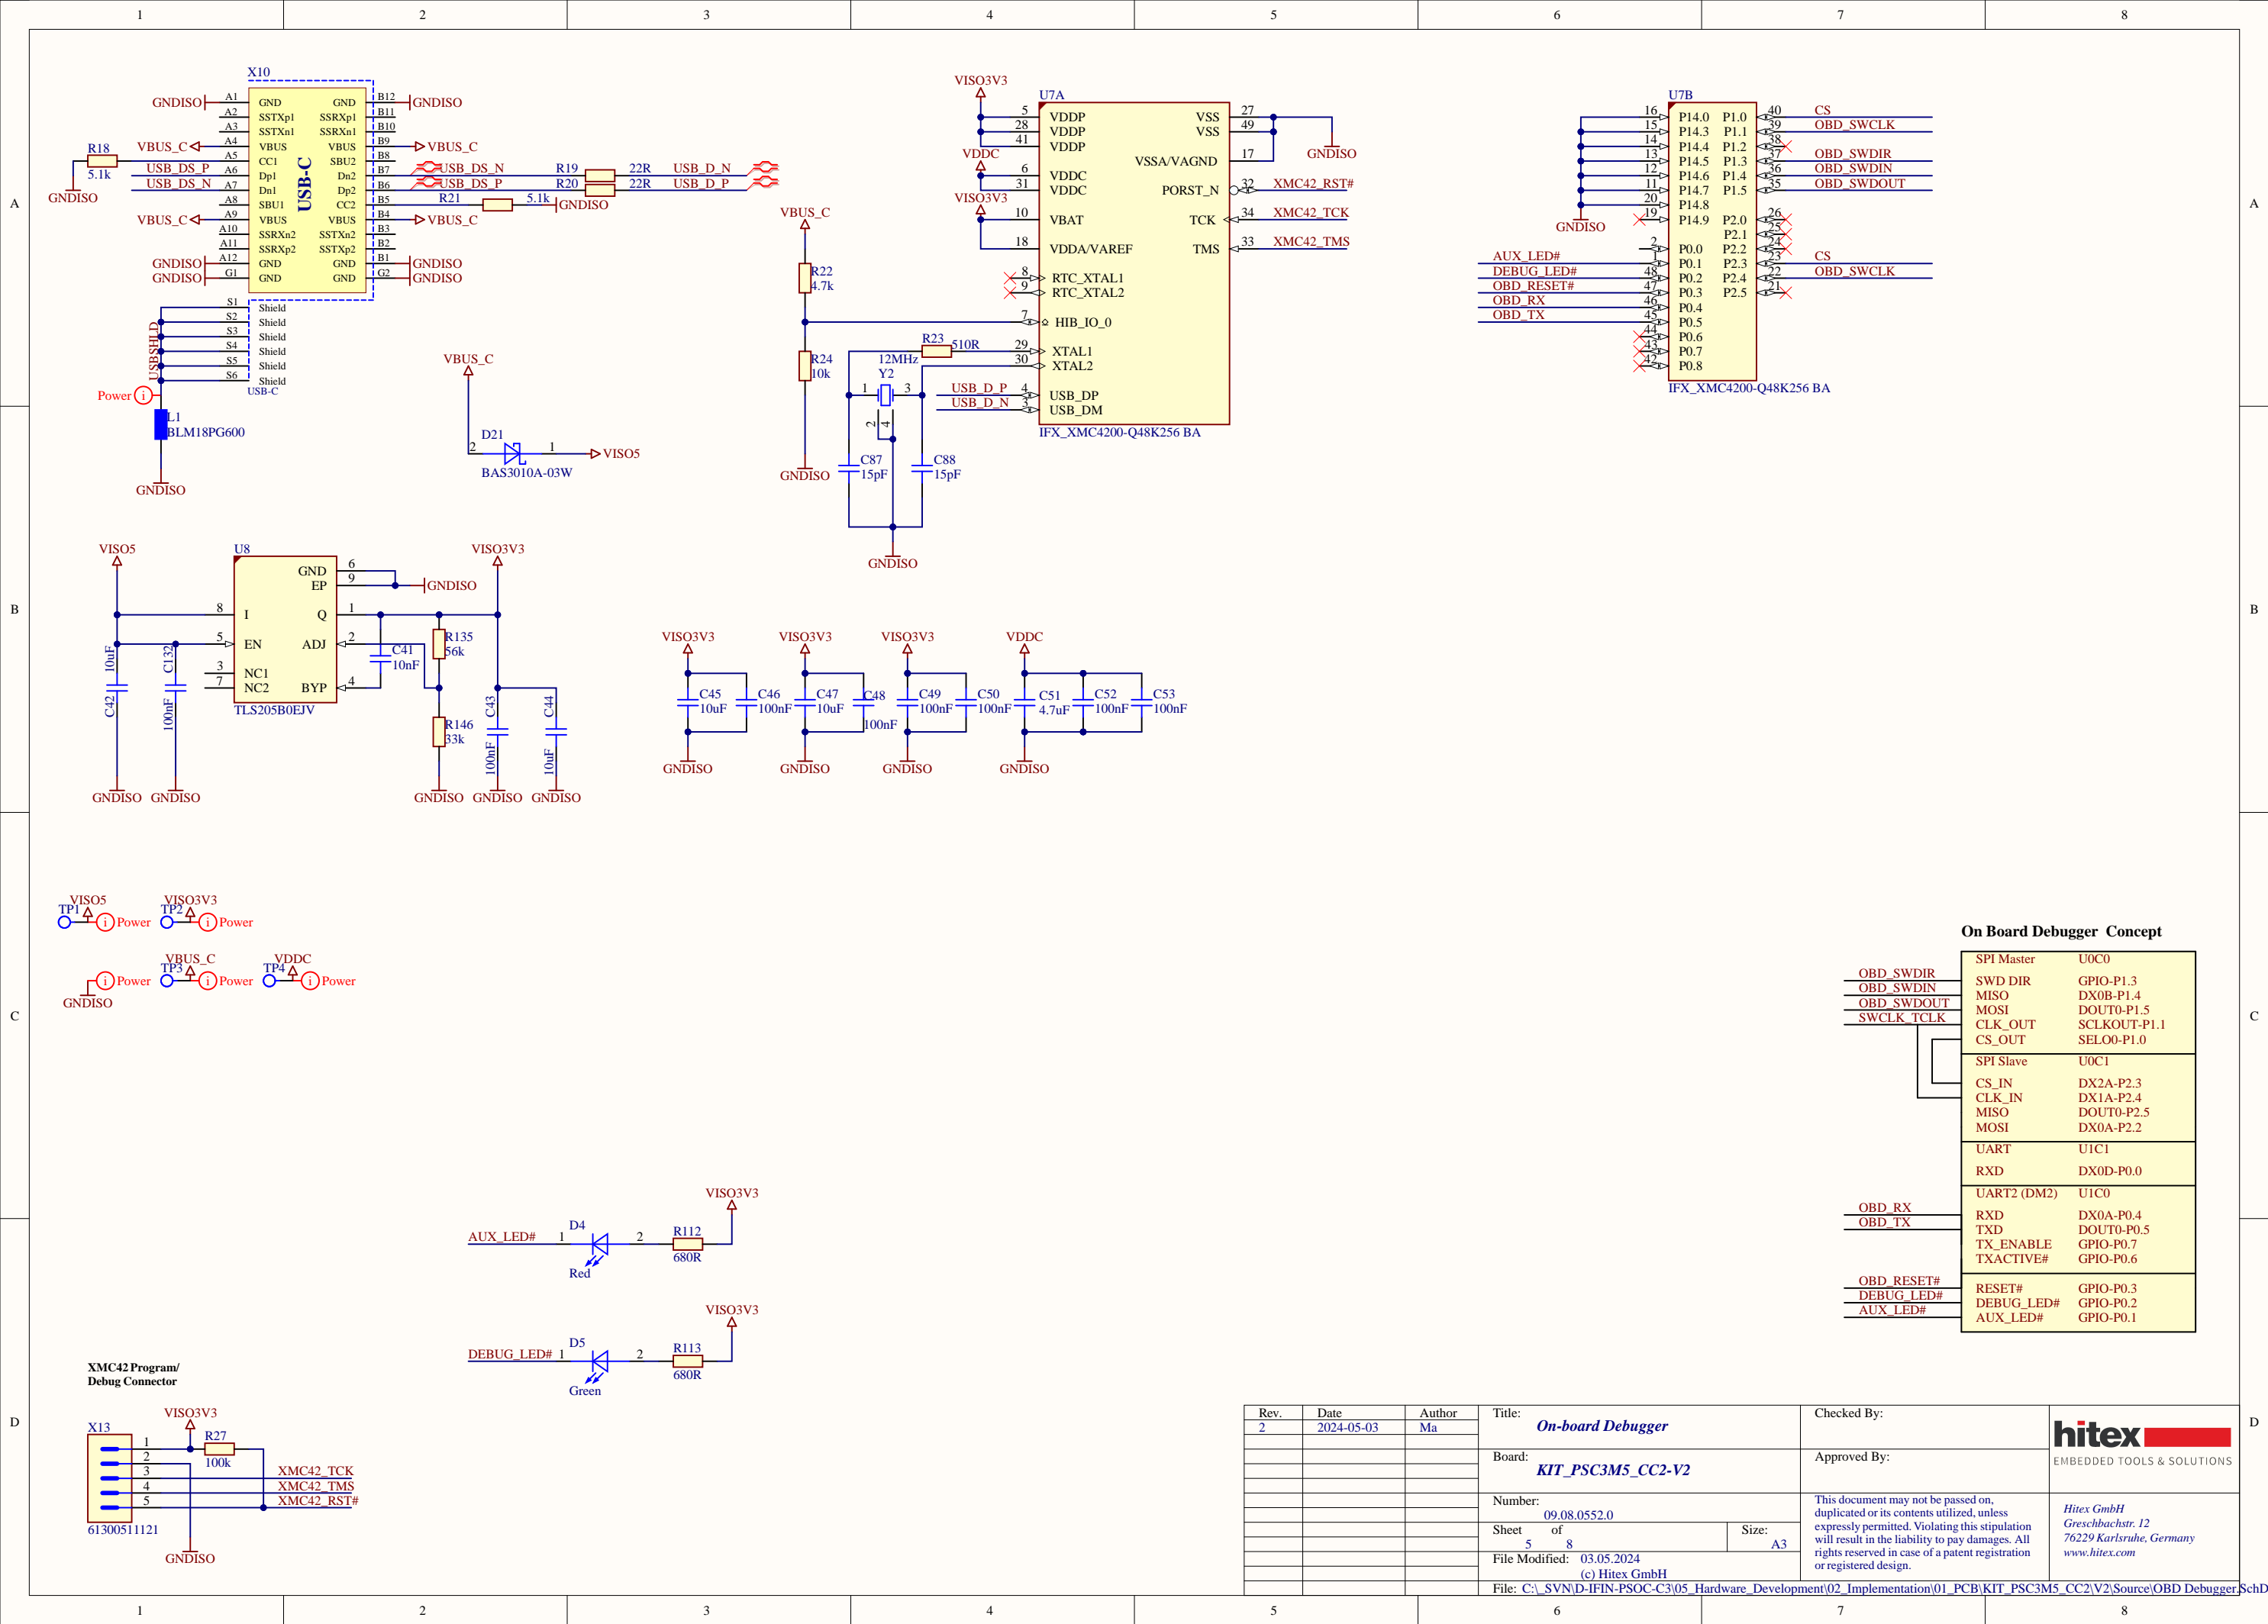 1 2 3 4 5 6 7 8
A A
B B
C C
D D
X10
USB-C
A1 GND GND B12
A2 SSTXp1 SSRXp1 B11
A3 SSTXn1 SSRXn1 B10
A4 VBUS VBUS B9
A5 CC1 SBU2 B8
A6 Dp1 Dn2 B7
A7 Dn1 Dp2 B6
A8 SBU1 CC2 B5
A9 VBUS VBUS B4
A10 SSRXn2 SSTXn2 B3
A11 SSRXp2 SSTXp2 B2
A12 GND GND B1
G1 GND GND G2
S1 Shield
S2 Shield
S3 Shield
S4 Shield
S5 Shield
S6 Shield
USB-C
GNDISO GNDISO
VBUS_C VBUS_C
R18
5.1k
GNDISO
USB_DS_P
USB_DS_N
VBUS_C VBUS_C
GNDISO GNDISO
GNDISO GNDISO
USB_DS_N R19 22R USB_D_N
USB_DS_P R20 22R USB_D_P
R21 5.1k GNDISO
USBSHLD
Power
L1
BLM18PG600
GNDISO
VBUS_C
D21
2 1 VISO5
BAS3010A-03W
VBUS_C
R22
4.7k
R24
10k
GNDISO
R23 510R
12MHz
Y2
1 3
2 4
C87
15pF
C88
15pF
GNDISO
VISO3V3
VDDC
VISO3V3
U7A
5 VDDP VSS 27
28 VDDP VSS 49
41 VDDP
VSSA/VAGND 17
6 VDDC
31 VDDC PORST_N 32 XMC42_RST#
10 VBAT TCK 34 XMC42_TCK
18 VDDA/VAREF TMS 33 XMC42_TMS
8 RTC_XTAL1
9 RTC_XTAL2
7 HIB_IO_0
29 XTAL1
30 XTAL2
USB_D_P 4 USB_DP
USB_D_N 3 USB_DM
IFX_XMC4200-Q48K256 BA
GNDISO
U7B
16 P14.0 P1.0 40 CS
15 P14.3 P1.1 39 OBD_SWCLK
14 P14.4 P1.2 38
13 P14.5 P1.3 37 OBD_SWDIR
12 P14.6 P1.4 36 OBD_SWDIN
11 P14.7 P1.5 35 OBD_SWDOUT
20 P14.8
19 P14.9 P2.0 26
GNDISO
P2.1 25
2 P0.0 P2.2 24
AUX_LED# 1 P0.1 P2.3 23 CS
DEBUG_LED# 48 P0.2 P2.4 22 OBD_SWCLK
OBD_RESET# 47 P0.3 P2.5 21
OBD_RX 46 P0.4
OBD_TX 45 P0.5
44 P0.6
43 P0.7
42 P0.8
IFX_XMC4200-Q48K256 BA
VISO5
U8
GND 6
EP 9 GNDISO
8 I Q 1
5 EN ADJ 2
3 NC1
7 NC2 BYP 4
TLS205B0EJV
VISO3V3
C42 10uF
C132 100nF
C41
10nF
R135
56k
R146
33k
C43 100nF
C44 10uF
GNDISO GNDISO GNDISO GNDISO GNDISO
VISO3V3 VISO3V3 VISO3V3 VDDC
C45 10uF
C46 100nF
C47 10uF
C48 100nF
C49 100nF
C50 100nF
C51 4.7uF
C52 100nF
C53 100nF
GNDISO GNDISO GNDISO GNDISO
VISO5 VISO3V3
TP1 i Power TP2 i Power
VBUS_C VDDC
i Power TP3 i Power TP4 i Power
GNDISO
On Board Debugger Concept
SPI Master U0C0
OBD_SWDIR SWD DIR GPIO-P1.3
OBD_SWDIN MISO DX0B-P1.4
OBD_SWDOUT MOSI DOUT0-P1.5
SWCLK_TCLK CLK_OUT SCLKOUT-P1.1
CS_OUT SELO0-P1.0
SPI Slave U0C1
CS_IN DX2A-P2.3
CLK_IN DX1A-P2.4
MISO DOUT0-P2.5
MOSI DX0A-P2.2
UART U1C1
RXD DX0D-P0.0
UART2 (DM2) U1C0
OBD_RX RXD DX0A-P0.4
OBD_TX TXD DOUT0-P0.5
TX_ENABLE GPIO-P0.7
TXACTIVE# GPIO-P0.6
OBD_RESET# RESET# GPIO-P0.3
DEBUG_LED# DEBUG_LED# GPIO-P0.2
AUX_LED# AUX_LED# GPIO-P0.1
VISO3V3
AUX_LED# 1 D4 2 R112
Red 680R
VISO3V3
DEBUG_LED# 1 D5 2 R113
Green 680R
XMC42 Program/
Debug Connector
VISO3V3
X13
1 R27
2 100k
3 XMC42_TCK
4 XMC42_TMS
5 XMC42_RST#
61300511121
GNDISO
Rev. Date Author
2 2024-05-03 Ma
Title:
On-board Debugger
Board:
KIT_PSC3M5_CC2-V2
Number:
09.08.0552.0
Sheet of
5 8
Size:
A3
File Modified: 03.05.2024
(c) Hitex GmbH
File: C:\_SVN\D-IFIN-PSOC-C3\05_Hardware_Development\02_Implementation\01_PCB\KIT_PSC3M5_CC2\V2\Source\OBD Debugger.SchD
Checked By:
Approved By:
This document may not be passed on,
duplicated or its contents utilized, unless
expressly permitted. Violating this stipulation
will result in the liability to pay damages. All
rights reserved in case of a patent registration
or registered design.
hitex
EMBEDDED TOOLS & SOLUTIONS
Hitex GmbH
Greschbachstr. 12
76229 Karlsruhe, Germany
www.hitex.com
1 2 3 4 5 6 7 8